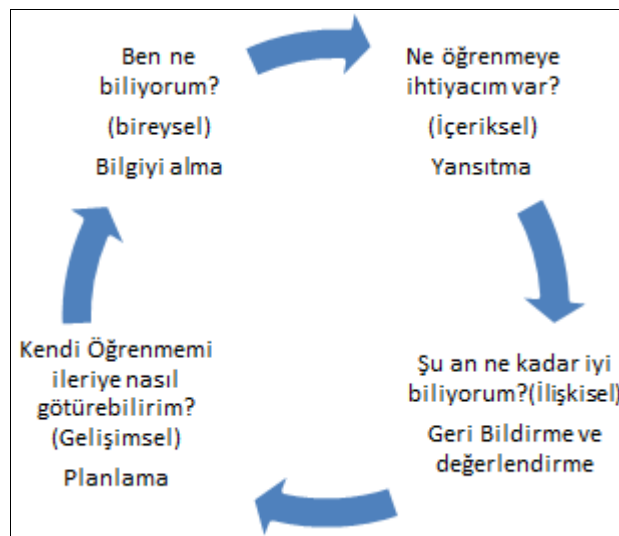 Ben ne
biliyorum?
(bireysel)
Bilgiyi alma
Ne öğrenmeye
ihtiyacım var?
(İçeriksel)
Yansıtma
Şu an ne kadar iyi
biliyorum?(İlişkisel)
Geri Bildirme ve
değerlendirme
Kendi Öğrenmemi
ileriye nasıl
götürebilirim?
(Gelişimsel)
Planlama